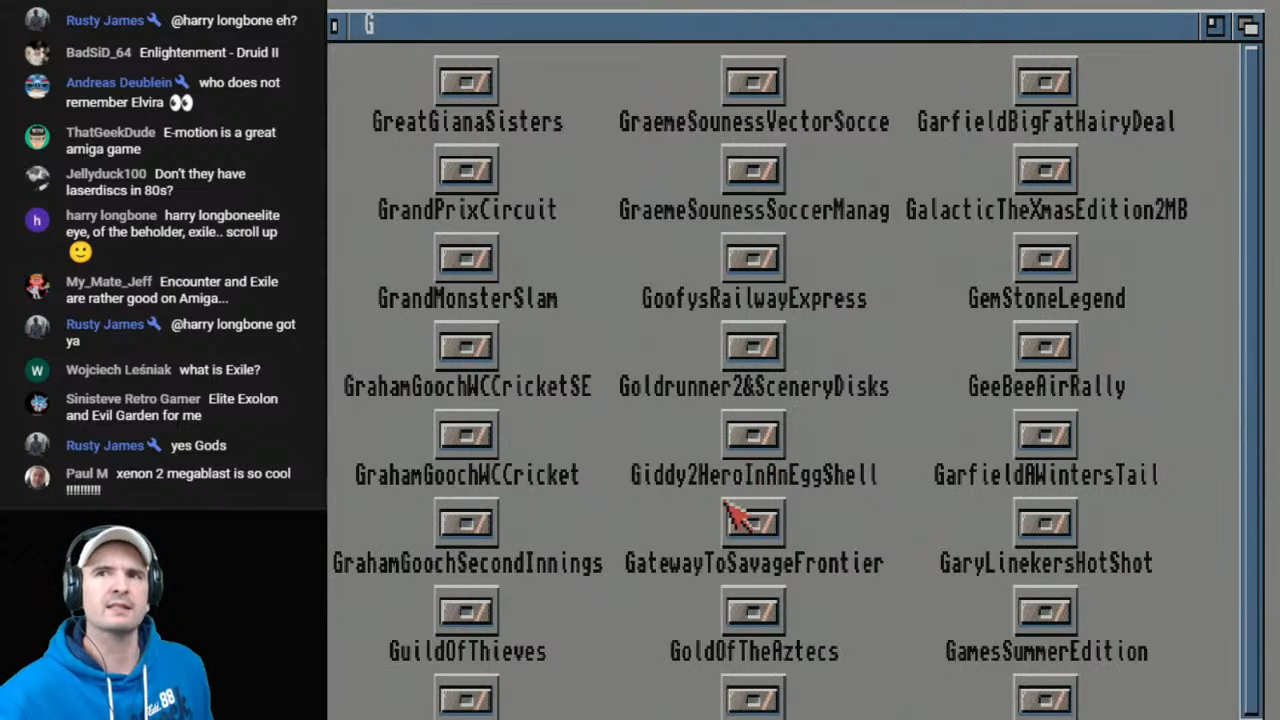 Rusty James @harry longbone eh?
BadSiD_64 Enlightenment - Druid II
Andreas Deublein who does not
remember Elvira 👀
ThatGeekDude E-motion is a great
amiga game
Jellyduck100 Don't they have
laserdiscs in 80s?
harry longbone harry longboneelite
eye, of the beholder, exile.. scroll up
🙂
My_Mate_Jeff Encounter and Exile
are rather good on Amiga...
Rusty James @harry longbone got
ya
W Wojciech Leśniak what is Exile?
Sinisteve Retro Gamer Elite Exolon
and Evil Garden for me
Rusty James yes Gods
Paul M xenon 2 megablast is so cool
!!!!!!!!!!
G
GreatGianaSisters GraemeSounessVectorSocce GarfieldBigFatHairyDeal
GrandPrixCircuit GraemeSounessSoccerManag GalacticTheXmasEdition2MB
GrandMonsterSlam GoofysRailwayExpress GemStoneLegend
GrahamGoochWCCricketSE Goldrunner2&SceneryDisks GeeBeeAirRally
GrahamGoochWCCricket Giddy2HeroInAnEggShell GarfieldAWintersTail
GrahamGoochSecondInnings GatewayToSavageFrontier GaryLinekersHotShot
GuildOfThieves GoldOfTheAztecs GamesSummerEdition
88